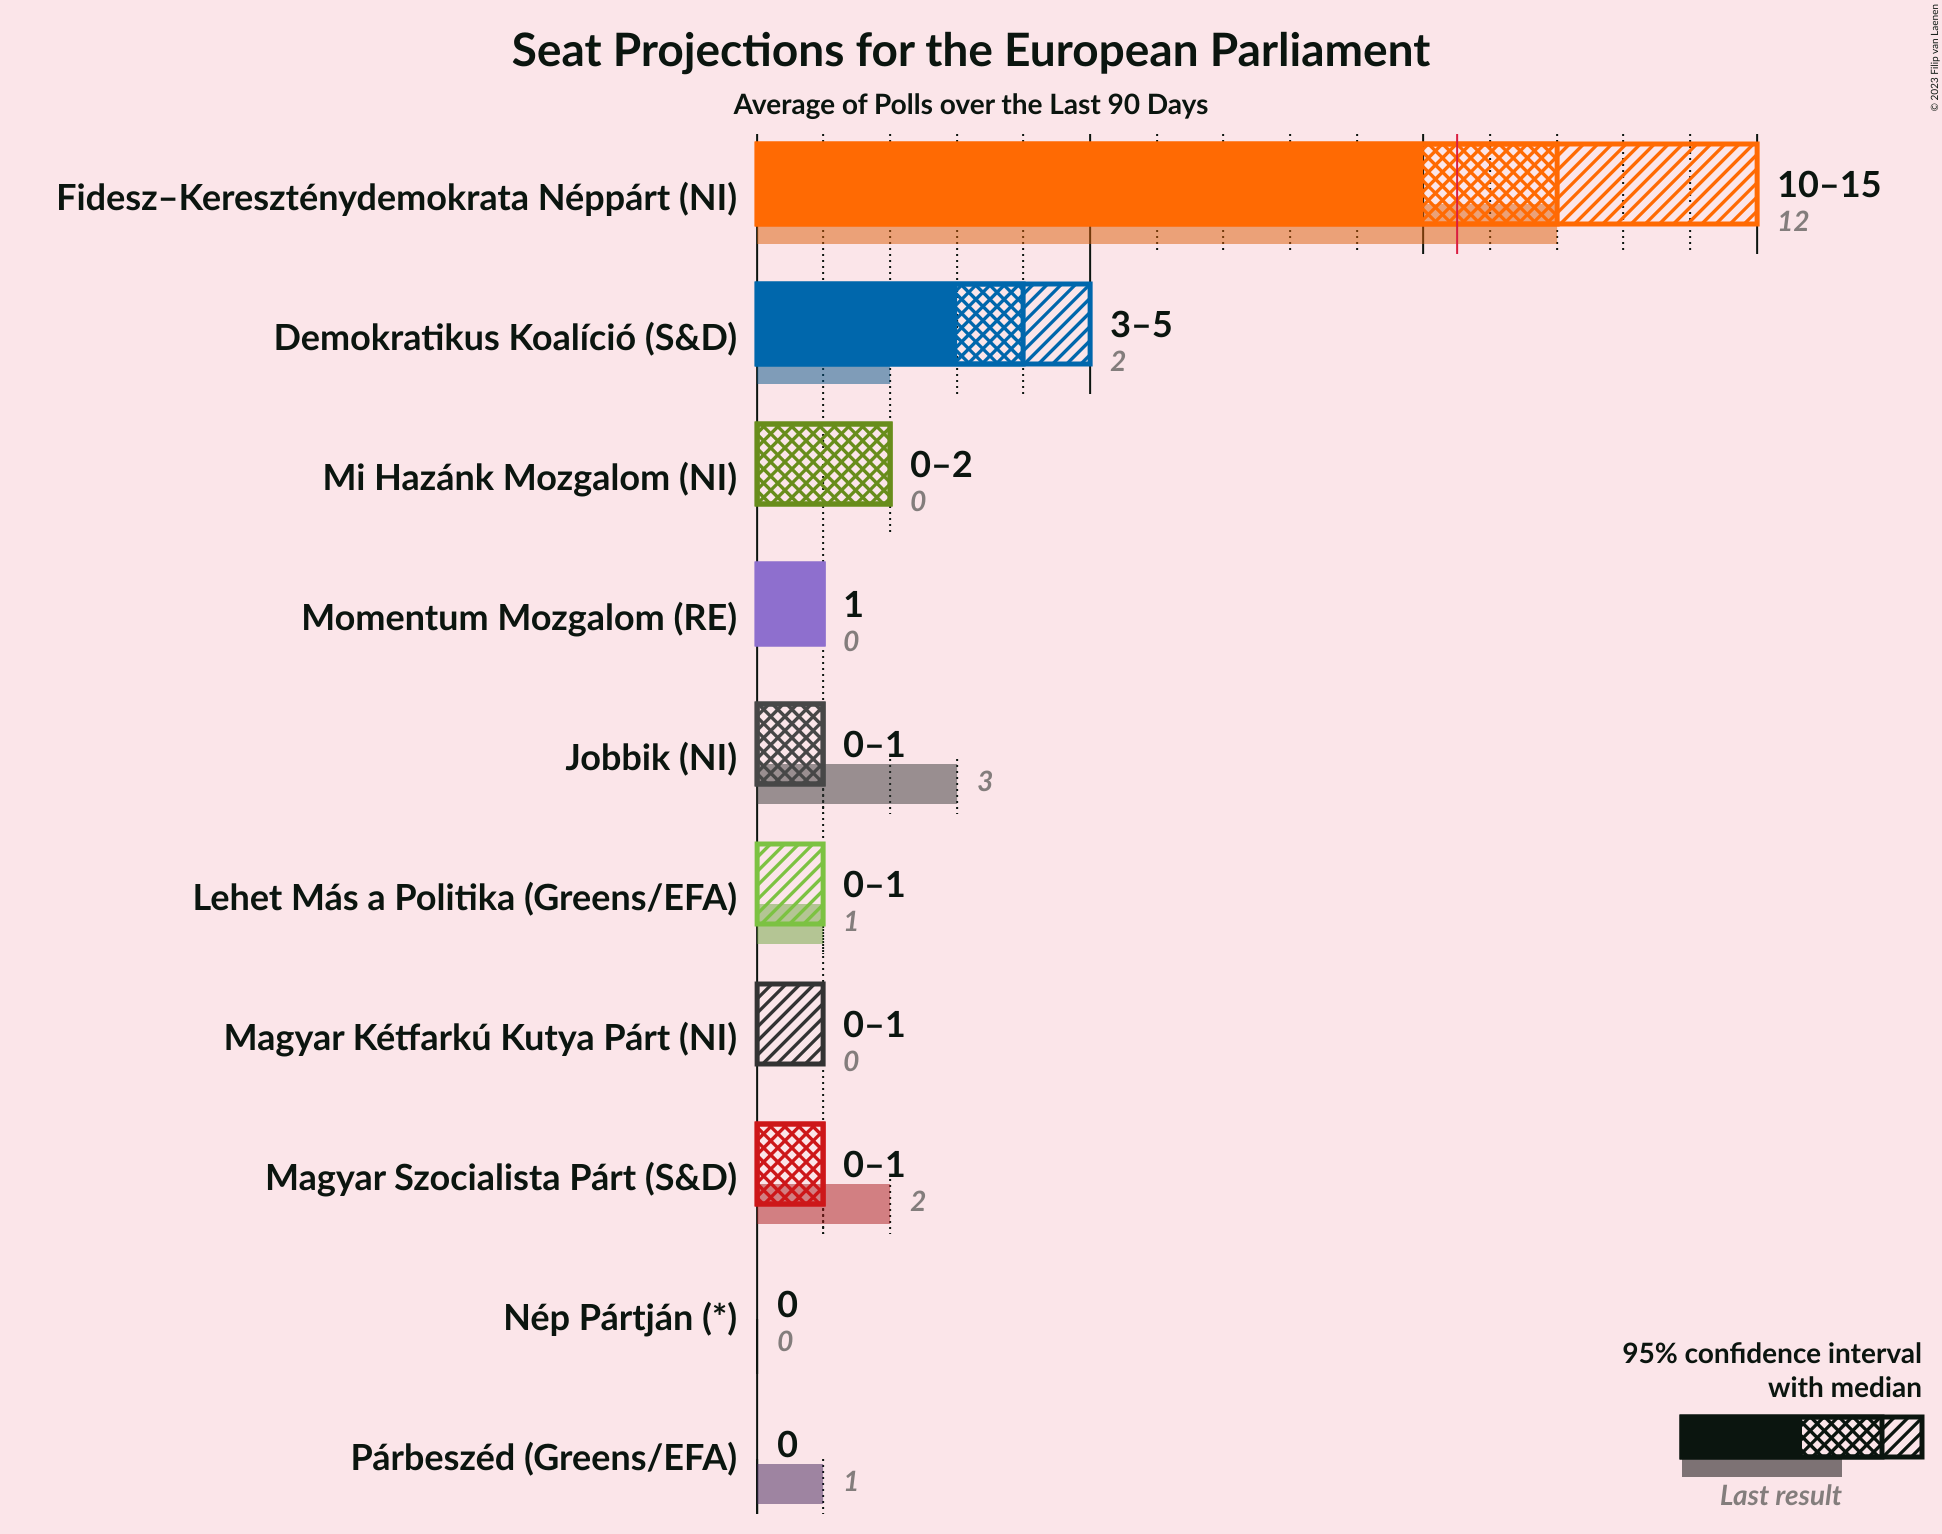 Seat Projections for the European Parliament
Average of Polls over the Last 90 Days
© 2023 Filip van Laenen
Fidesz–Kereszténydemokrata Néppárt (NI)
10–15
12
Demokratikus Koalíció (S&D)
3–5
2
Mi Hazánk Mozgalom (NI)
0–2
0
Momentum Mozgalom (RE)
1
0
Jobbik (NI)
0–1
3
Lehet Más a Politika (Greens/EFA)
0–1
1
Magyar Kétfarkú Kutya Párt (NI)
0–1
0
Magyar Szocialista Párt (S&D)
0–1
2
Nép Pártján (*)
0
0
Párbeszéd (Greens/EFA)
0
1
95% confidence interval
with median
Last result